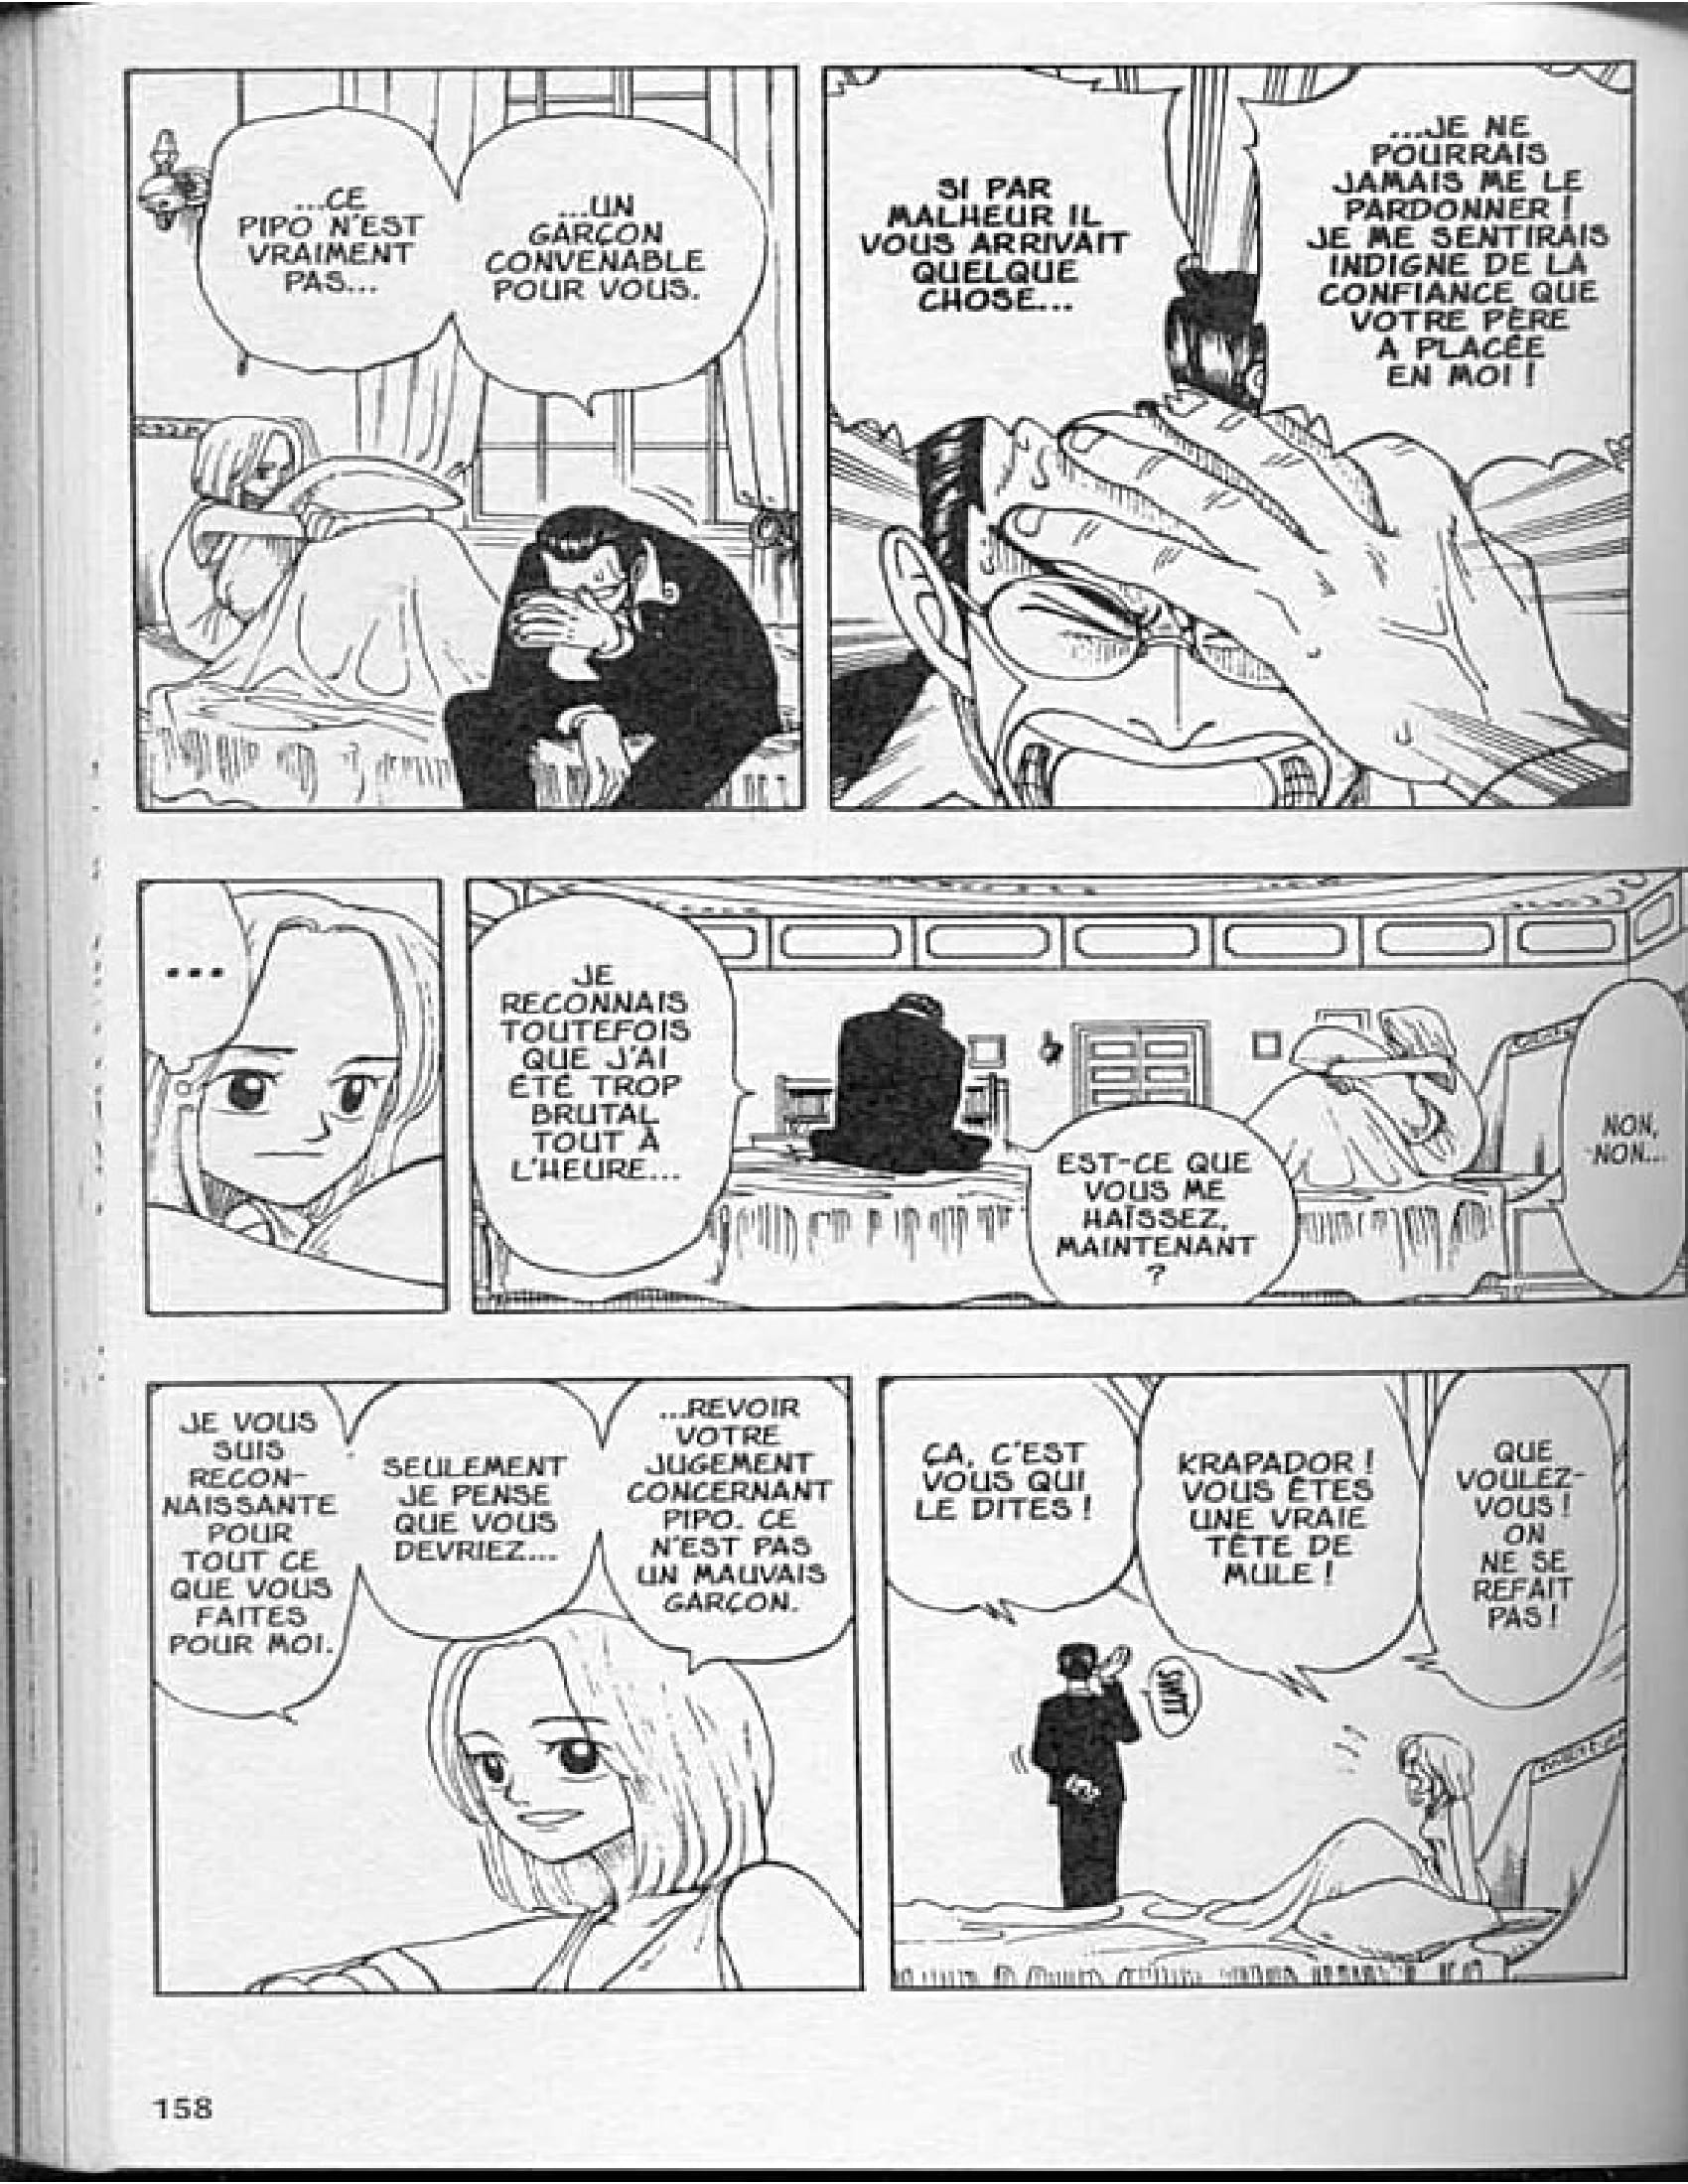 ...CE
PIPO N'EST
VRAIMENT
PAS...
...UN
GARÇON
CONVENABLE
POUR VOUS.
SI PAR
MALHEUR IL
VOUS ARRIVAIT
QUELQUE
CHOSE...
...JE NE
POURRAIS
JAMAIS ME LE
PARDONNER !
JE ME SENTIRAIS
INDIGNE DE LA
CONFIANCE QUE
VOTRE PÈRE
A PLACÉE
EN MOI !
...
JE
RECONNAIS
TOUTEFOIS
QUE J'AI
ÉTÉ TROP
BRUTAL
TOUT À
L'HEURE...
EST-CE QUE
VOUS ME
HAÏSSEZ,
MAINTENANT
?
NON,
NON...
JE VOUS
SUIS
RECON-
NAISSANTE
POUR
TOUT CE
QUE VOUS
FAITES
POUR MOI.
SEULEMENT
JE PENSE
QUE VOUS
DEVRIEZ...
...REVOIR
VOTRE
JUGEMENT
CONCERNANT
PIPO. CE
N'EST PAS
UN MAUVAIS
GARÇON.
ÇA, C'EST
VOUS QUI
LE DITES !
KRAPADOR !
VOUS ÊTES
UNE VRAIE
TÊTE DE
MULE !
QUE
VOULEZ-
VOUS !
ON
NE SE
REFAIT
PAS !
SWIT
158